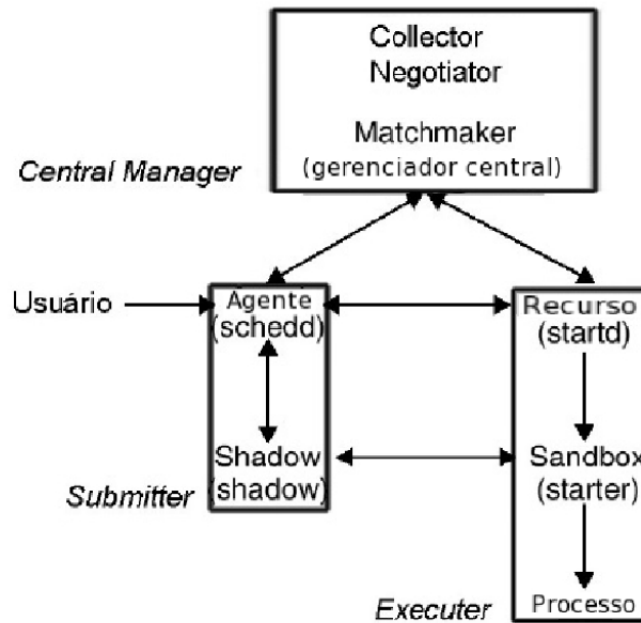 Collector
Negotiator
Matchmaker
(gerenciador central)
Central Manager
Usuário
Agente
(schedd)
Recurso
(startd)
Shadow
(shadow)
Sandbox
(starter)
Submitter
Processo
Executer